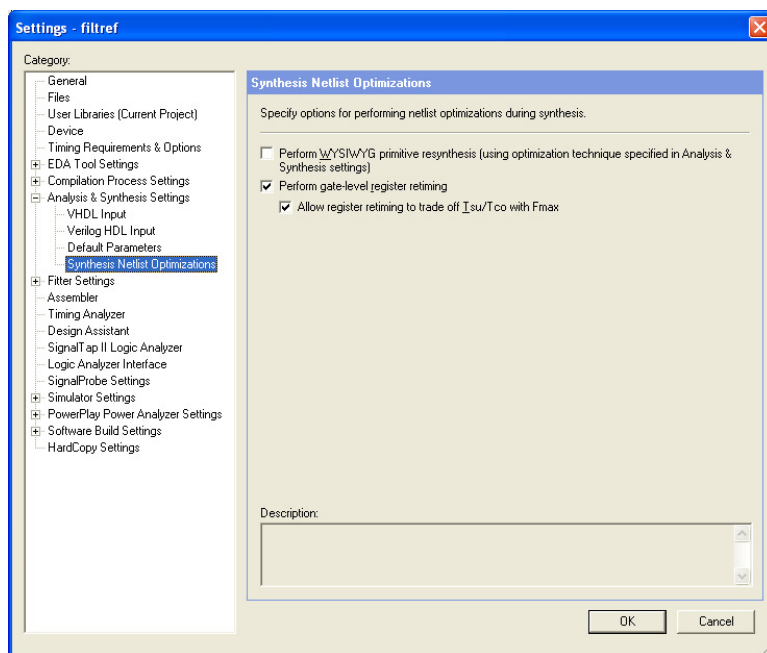 Settings - filtref
Category:
General
Files
User Libraries (Current Project)
Device
Timing Requirements & Options
EDA Tool Settings
Compilation Process Settings
Analysis & Synthesis Settings
VHDL Input
Verilog HDL Input
Default Parameters
Synthesis Netlist Optimizations
Fitter Settings
Assembler
Timing Analyzer
Design Assistant
SignalTap II Logic Analyzer
Logic Analyzer Interface
SignalProbe Settings
Simulator Settings
PowerPlay Power Analyzer Settings
Software Build Settings
HardCopy Settings
Synthesis Netlist Optimizations
Specify options for performing netlist optimizations during synthesis.
Perform WYSIWYG primitive resynthesis (using optimization technique specified in Analysis &
Synthesis settings)
Perform gate-level register retiming
Allow register retiming to trade off Tsu/Tco with Fmax
Description:
OK
Cancel